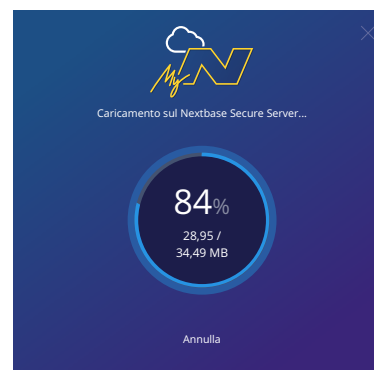 My N
Caricamento sul Nextbase Secure Server...
84%
28,95 /
34,49 MB
Annulla